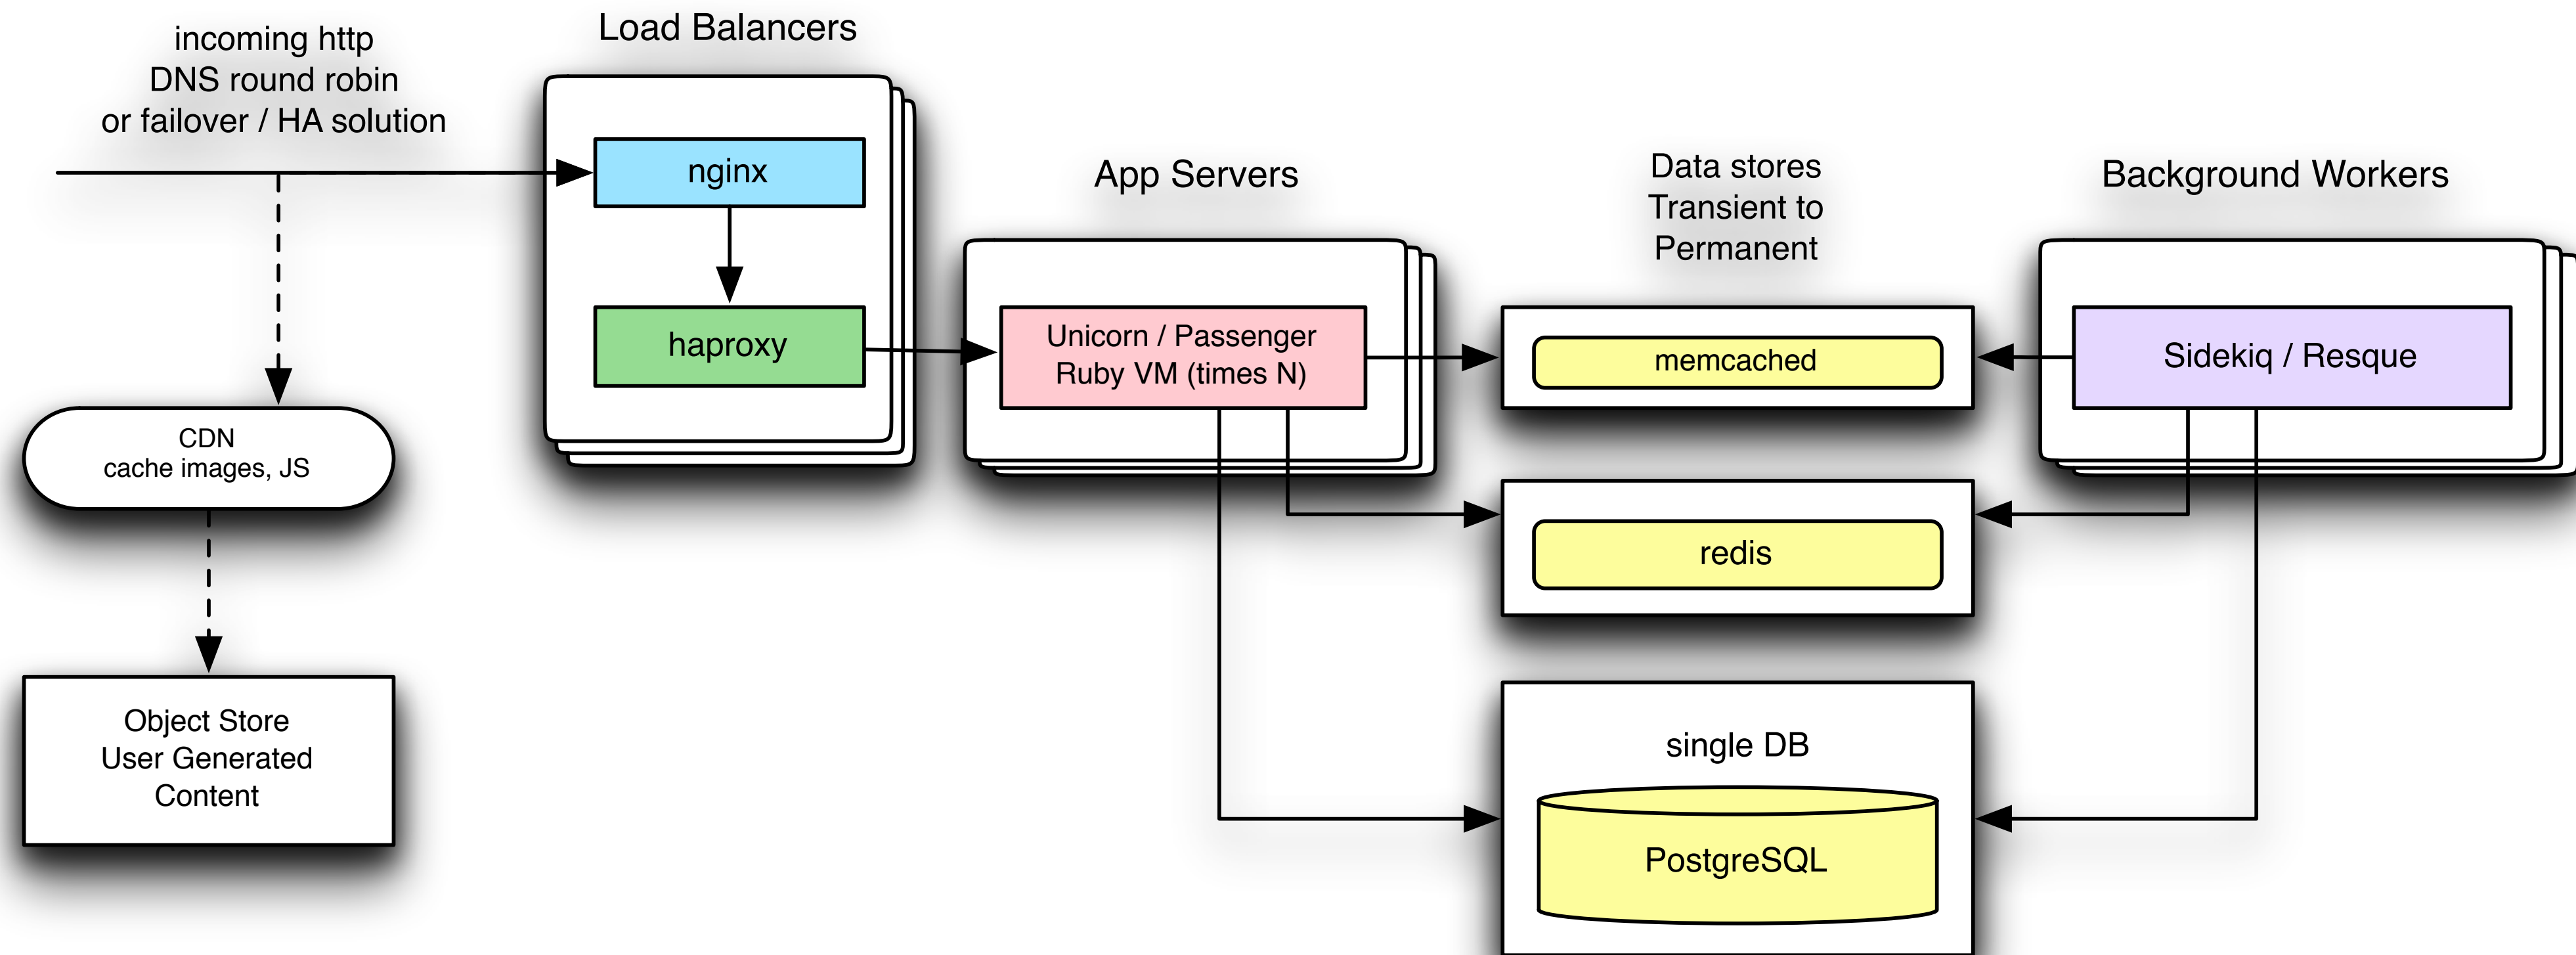 incoming http
DNS round robin
or failover / HA solution
Load Balancers
nginx
haproxy
CDN
cache images, JS
Object Store
User Generated
Content
App Servers
Unicorn / Passenger
Ruby VM (times N)
Data stores
Transient to
Permanent
memcached
redis
single DB
PostgreSQL
Background Workers
Sidekiq / Resque